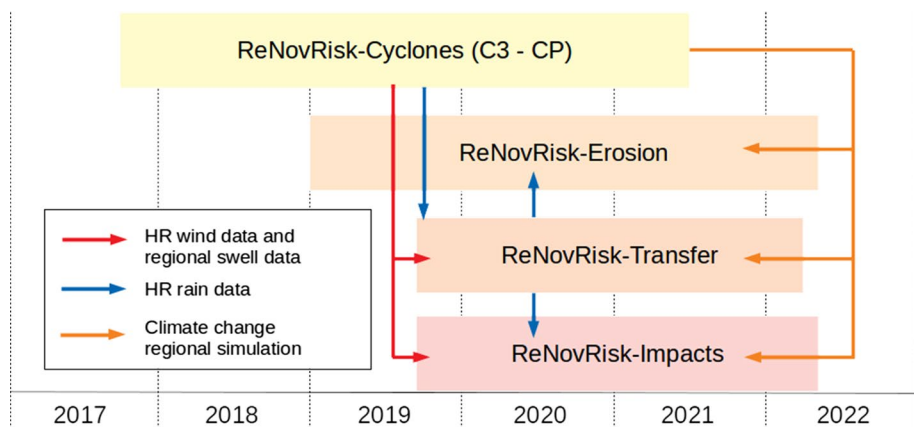 ReNovRisk-Cyclones (C3 - CP)
ReNovRisk-Erosion
HR wind data and
regional swell data
HR rain data
Climate change
regional simulation
ReNovRisk-Transfer
ReNovRisk-Impacts
2017
2018
2019
2020
2021
2022